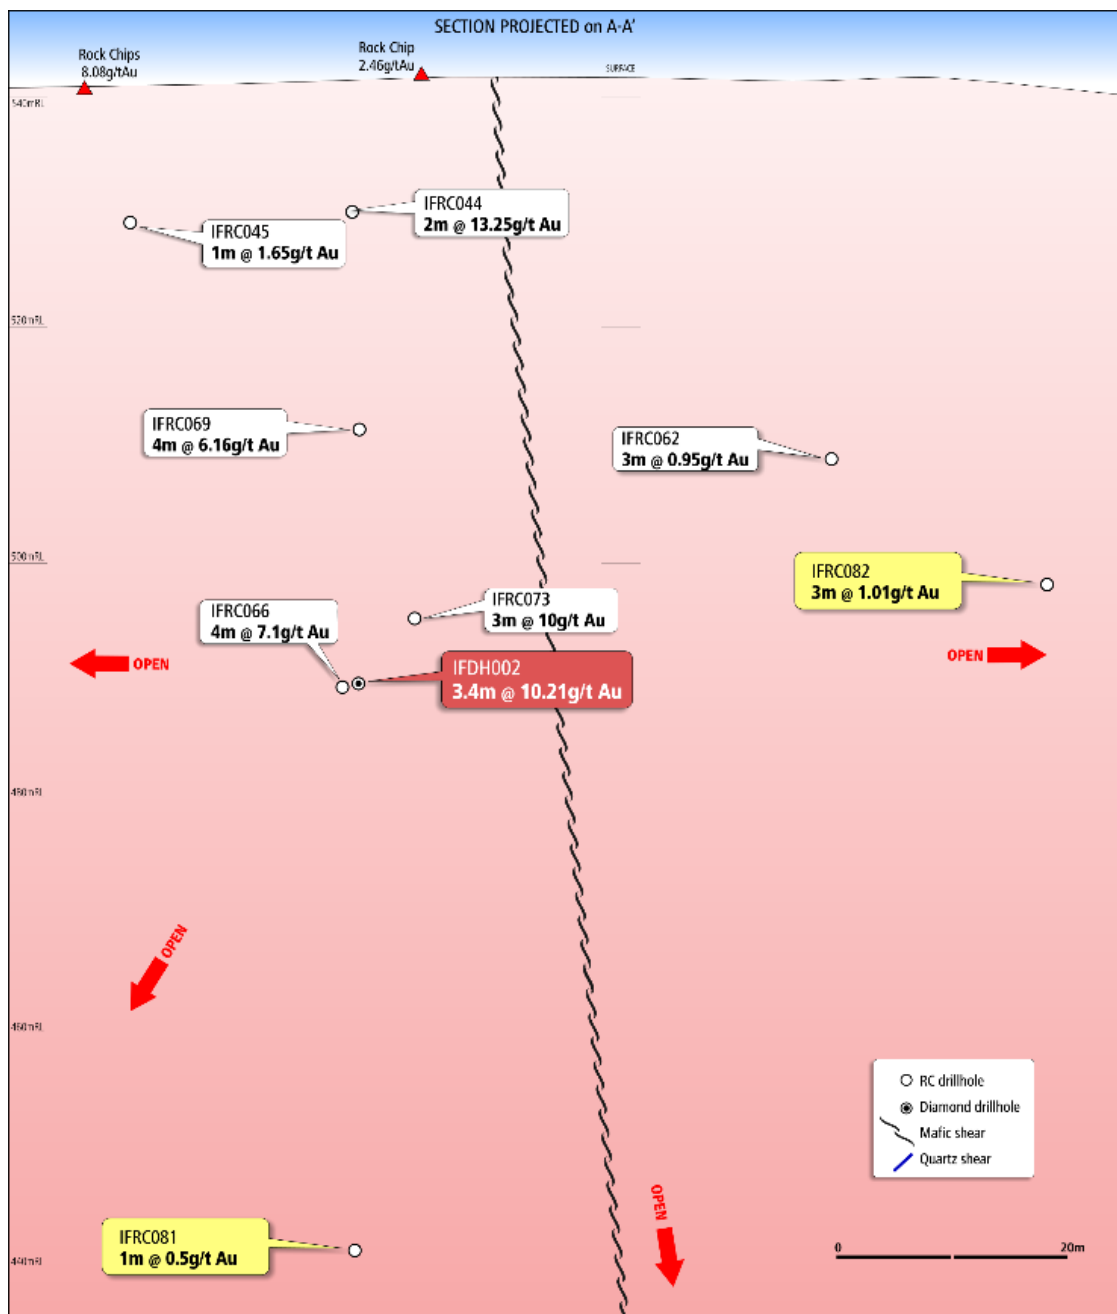 SECTION PROJECTED on A-A'
Rock Chips
8.08g/tAu
Rock Chip
2.46g/tAu
SURFACE
540mRL
IFRC044
2m @ 13.25g/t Au
IFRC045
1m @ 1.65g/t Au
520mRL
IFRC069
4m @ 6.16g/t Au
IFRC062
3m @ 0.95g/t Au
500mRL
IFRC082
3m @ 1.01g/t Au
IFRC066
4m @ 7.1g/t Au
IFRC073
3m @ 10g/t Au
OPEN
IFDH002
3.4m @ 10.21g/t Au
OPEN
480mRL
OPEN
460mRL
RC drillhole
Diamond drillhole
Mafic shear
Quartz shear
OPEN
IFRC081
1m @ 0.5g/t Au
440mRL
0 20m